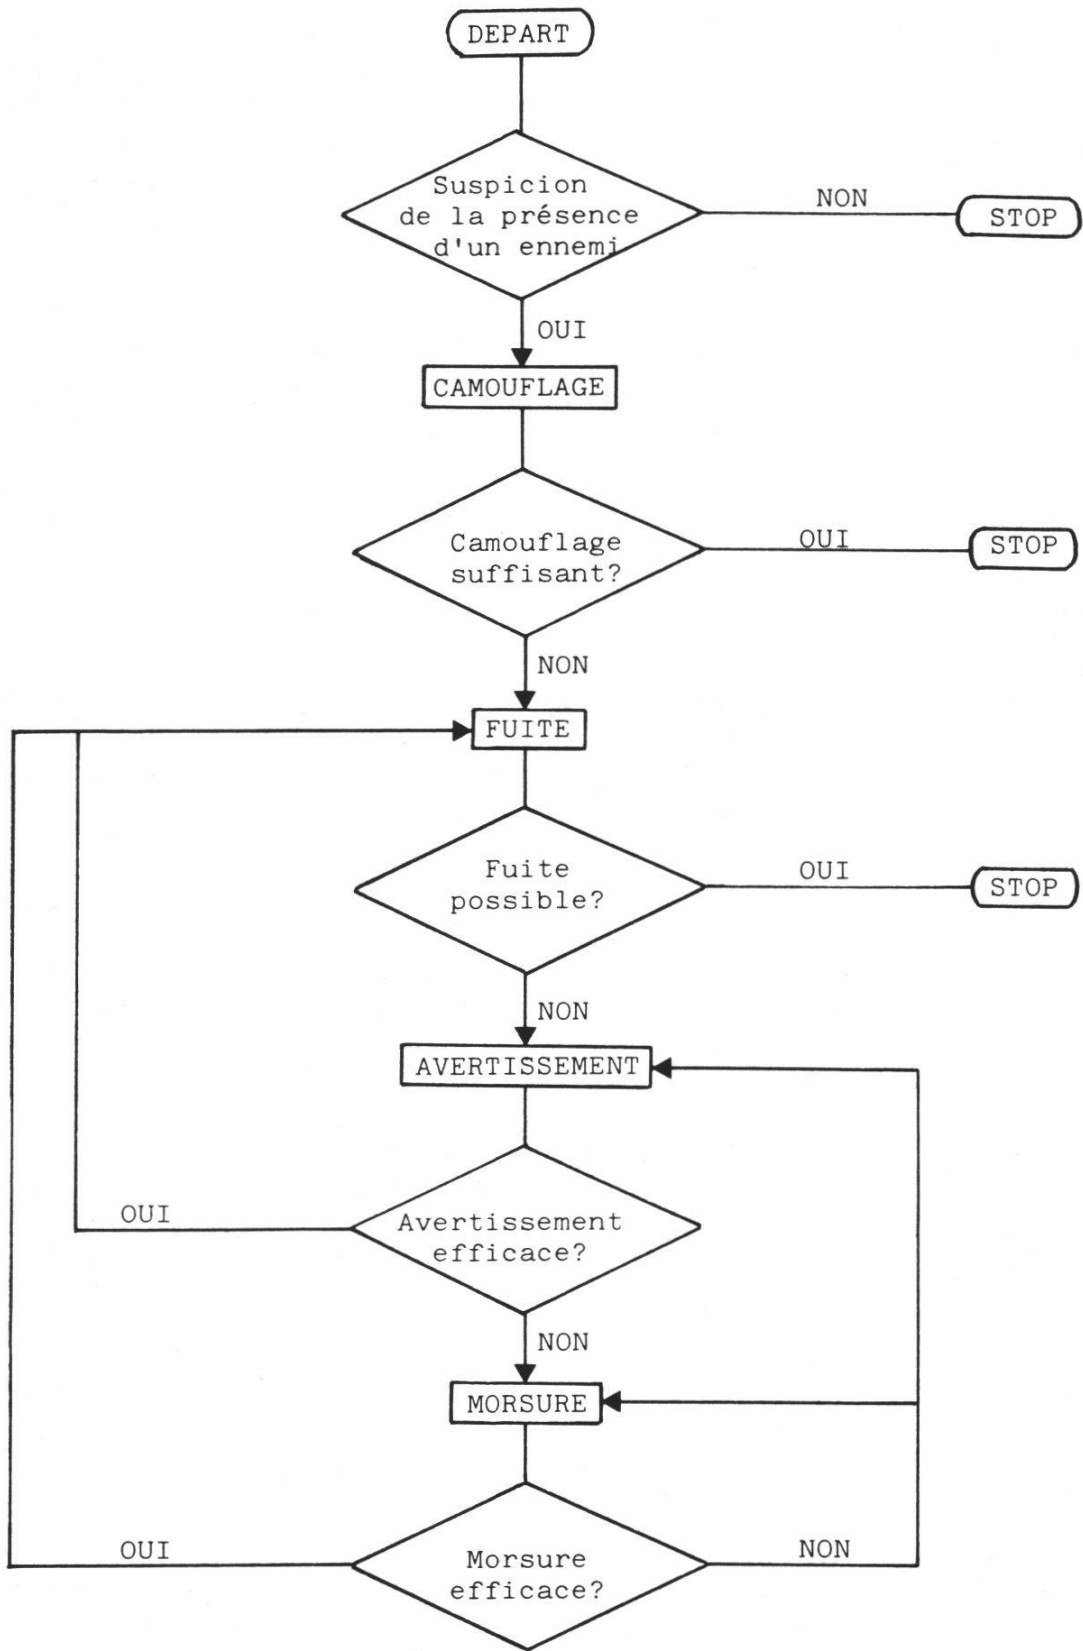 DEPART
Suspicion
de la présence
d'un ennemi
NON
STOP
OUI
CAMOUFLAGE
Camouflage
suffisant?
OUI
STOP
NON
FUITE
Fuite
possible?
OUI
STOP
NON
AVERTISSEMENT
Avertissement
efficace?
OUI
NON
MORSURE
Morsure
efficace?
OUI
NON